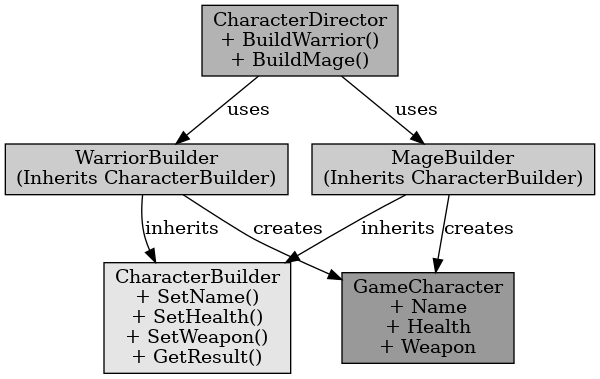 CharacterDirector
+ BuildWarrior()
+ BuildMage()
uses
uses
WarriorBuilder
(Inherits CharacterBuilder)
MageBuilder
(Inherits CharacterBuilder)
inherits
creates
inherits
creates
CharacterBuilder
+ SetName()
+ SetHealth()
+ SetWeapon()
+ GetResult()
GameCharacter
+ Name
+ Health
+ Weapon